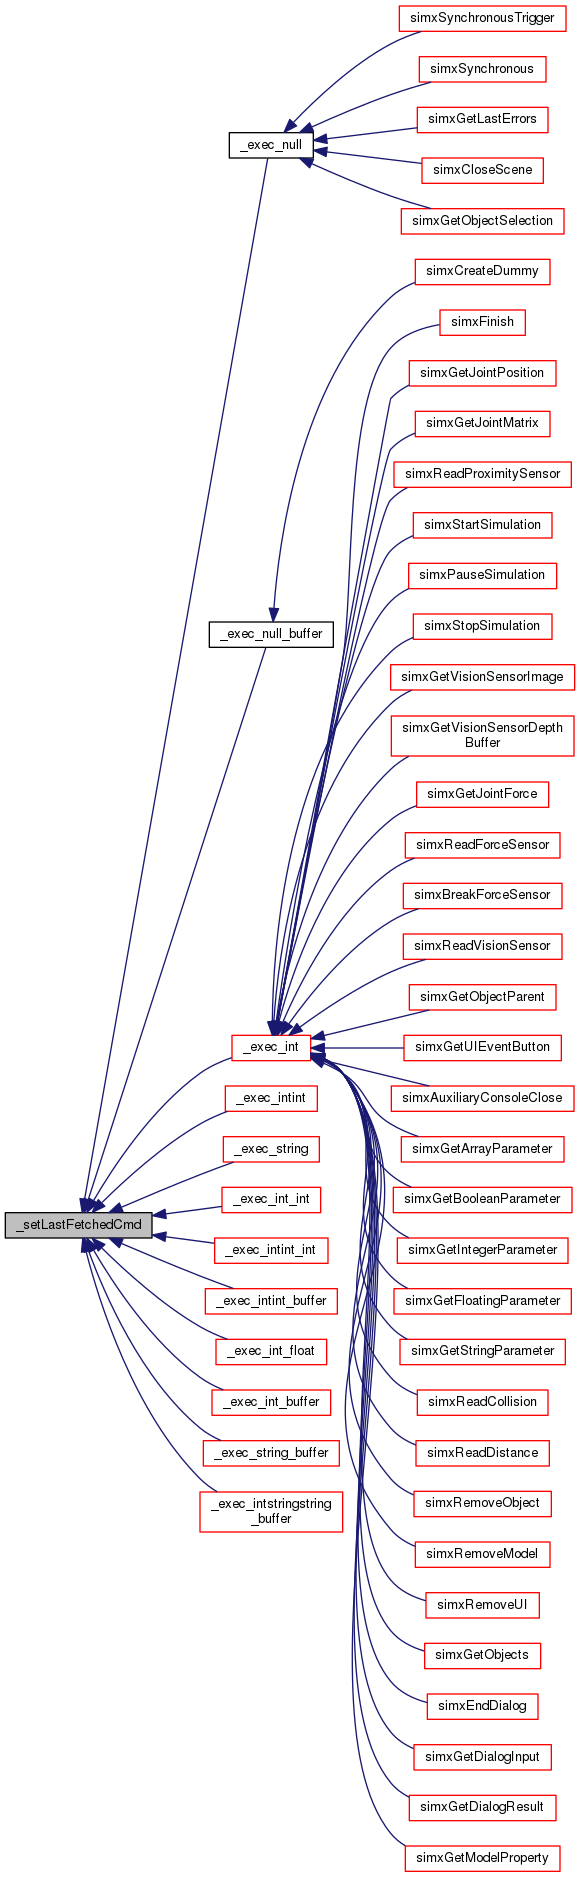 simxSynchronousTrigger
simxSynchronous
simxGetLastErrors
_exec_null
simxCloseScene
simxGetObjectSelection
simxCreateDummy
simxFinish
simxGetJointPosition
simxGetJointMatrix
simxReadProximitySensor
simxStartSimulation
simxPauseSimulation
simxStopSimulation
_exec_null_buffer
simxGetVisionSensorImage
simxGetVisionSensorDepth
Buffer
simxGetJointForce
simxReadForceSensor
simxBreakForceSensor
simxReadVisionSensor
simxGetObjectParent
_exec_int
simxGetUIEventButton
_exec_intint
simxAuxiliaryConsoleClose
_exec_string
simxGetArrayParameter
_exec_int_int
simxGetBooleanParameter
_setLastFetchedCmd
_exec_intint_int
simxGetIntegerParameter
_exec_intint_buffer
simxGetFloatingParameter
_exec_int_float
simxGetStringParameter
_exec_int_buffer
simxReadCollision
_exec_string_buffer
simxReadDistance
_exec_intstringstring
_buffer
simxRemoveObject
simxRemoveModel
simxRemoveUI
simxGetObjects
simxEndDialog
simxGetDialogInput
simxGetDialogResult
simxGetModelProperty